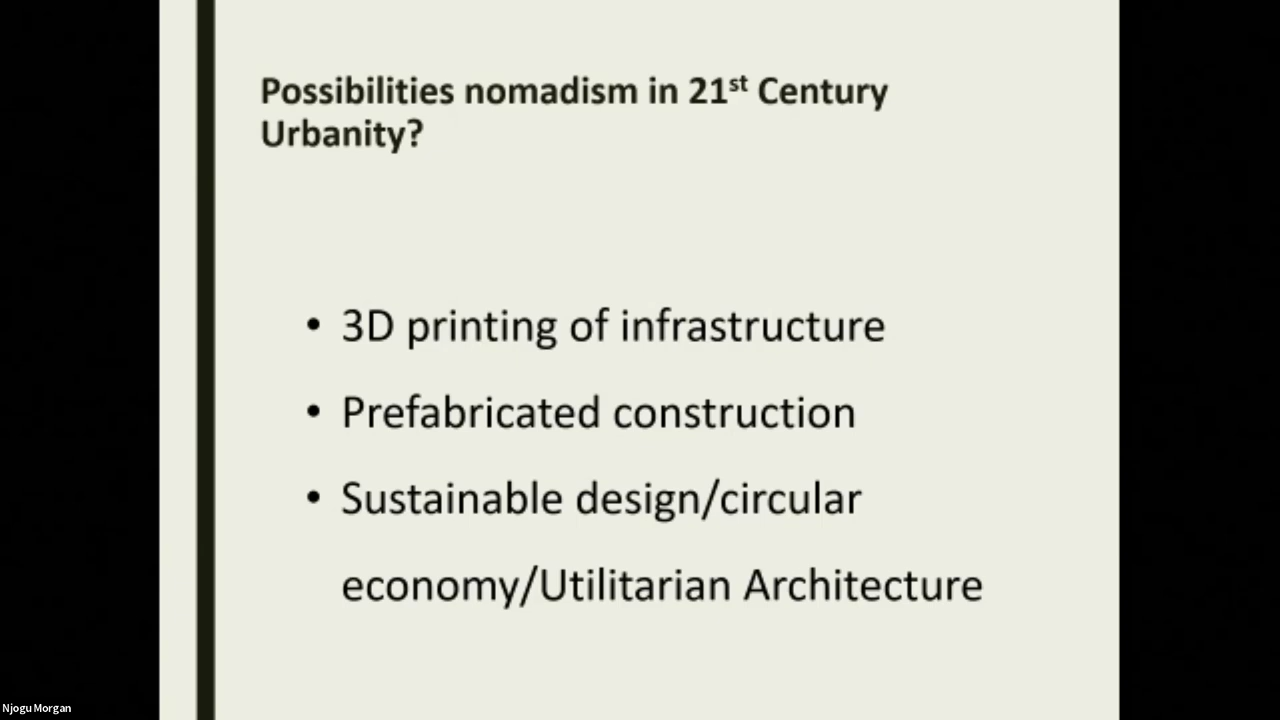 Possibilities nomadism in 21st Century
Urbanity?
• 3D printing of infrastructure
• Prefabricated construction
• Sustainable design/circular
economy/Utilitarian Architecture
Njogu Morgan